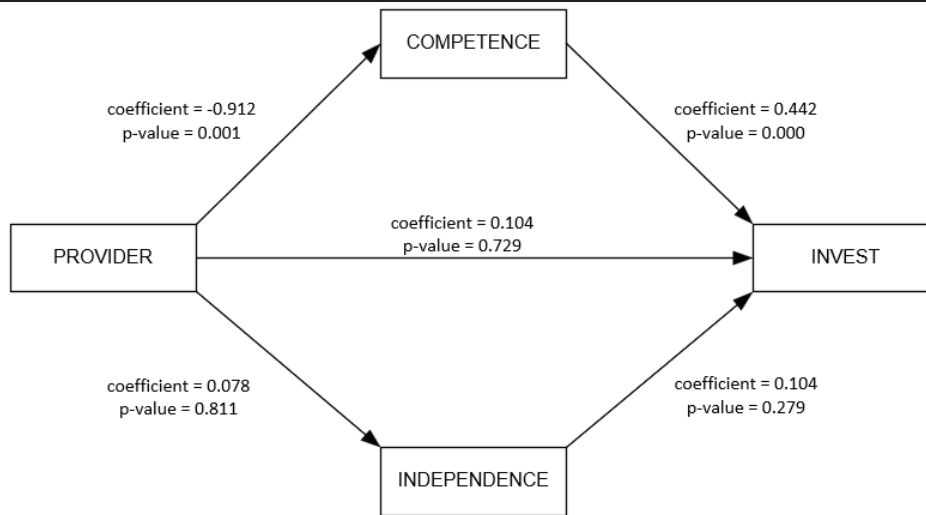 COMPETENCE
coefficient = -0.912
p-value = 0.001
coefficient = 0.442
p-value = 0.000
PROVIDER
coefficient = 0.104
p-value = 0.729
INVEST
coefficient = 0.078
p-value = 0.811
coefficient = 0.104
p-value = 0.279
INDEPENDENCE